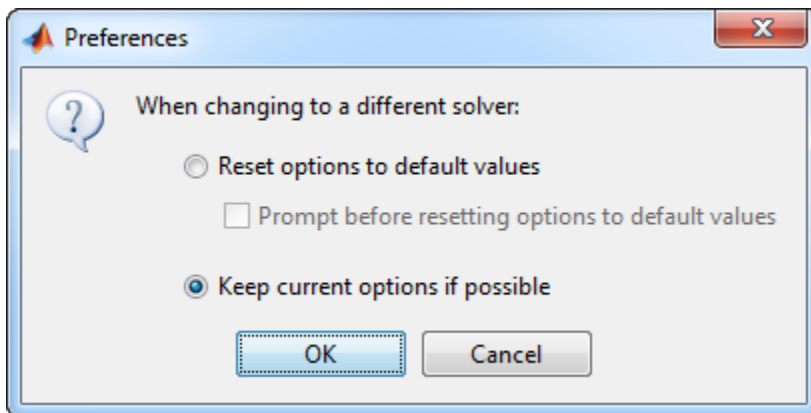 Preferences
When changing to a different solver:
Reset options to default values
Prompt before resetting options to default values
Keep current options if possible
OK
Cancel